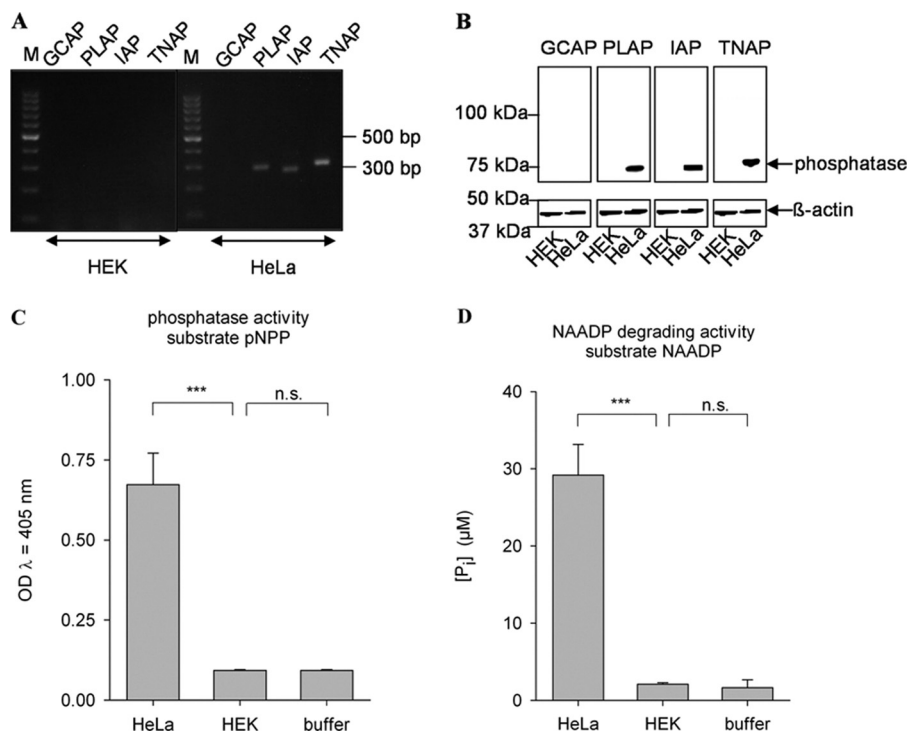 A
M GCAP PLAP IAP TNAP M GCAP PLAP IAP TNAP
500 bp
300 bp
HEK HeLa
B
GCAP PLAP IAP TNAP
100 kDa
75 kDa
phosphatase
50 kDa
ß-actin
37 kDa
HEK HeLa HEK HeLa HEK HeLa HEK HeLa
C
phosphatase activity
substrate pNPP
OD λ = 405 nm
1.00
0.75
0.50
0.25
0.00
***
n.s.
HeLa HEK buffer
D
NAADP degrading activity
substrate NAADP
[Pi] (µM)
40
30
20
10
0
***
n.s.
HeLa HEK buffer